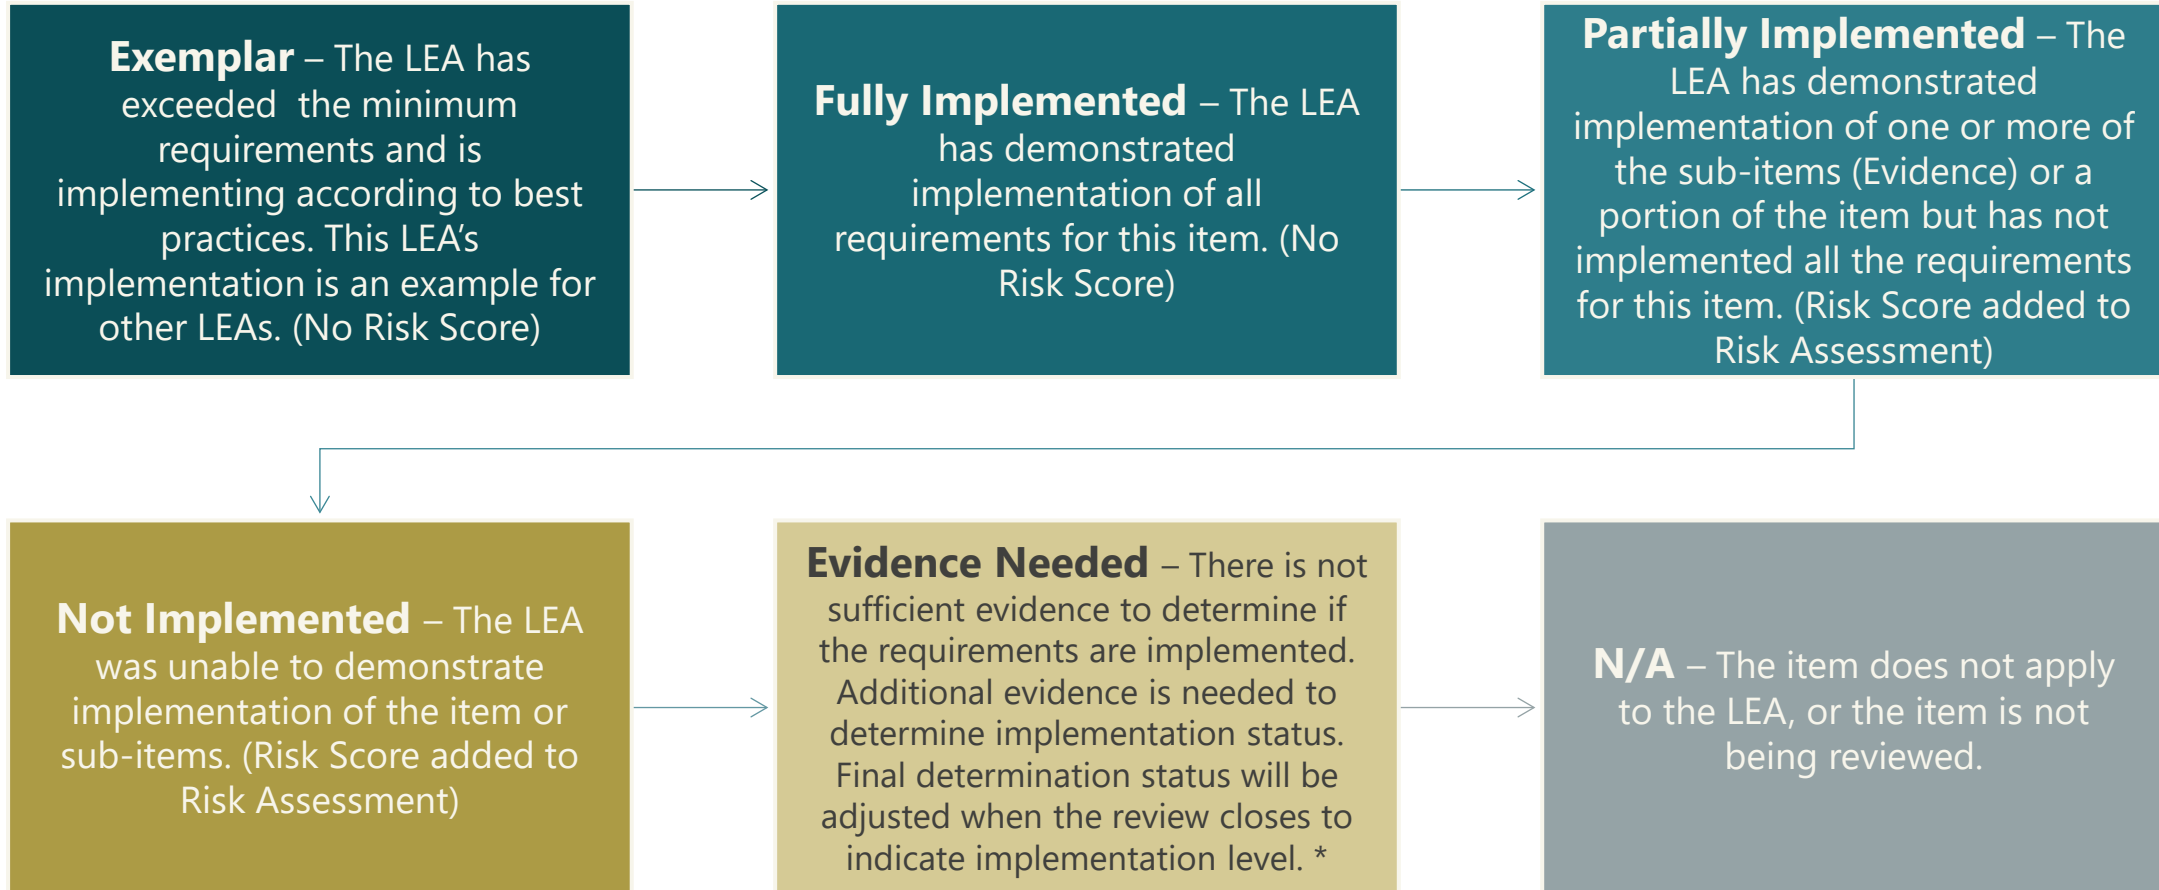 Exemplar – The LEA has
exceeded  the minimum
requirements and is
implementing according to best
practices. This LEA’s
implementation is an example for
other LEAs. (No Risk Score)
Fully Implemented – The LEA
has demonstrated
implementation of all
requirements for this item. (No
Risk Score)
Partially Implemented – The
LEA has demonstrated
implementation of one or more of
the sub-items (Evidence) or a
portion of the item but has not
implemented all the requirements
for this item. (Risk Score added to
Risk Assessment)
Not Implemented – The LEA
was unable to demonstrate
implementation of the item or
sub-items. (Risk Score added to
Risk Assessment)
Evidence Needed – There is not
sufficient evidence to determine if
the requirements are implemented.
Additional evidence is needed to
determine implementation status.
Final determination status will be
adjusted when the review closes to
indicate implementation level. *
N/A – The item does not apply
to the LEA, or the item is not
being reviewed.